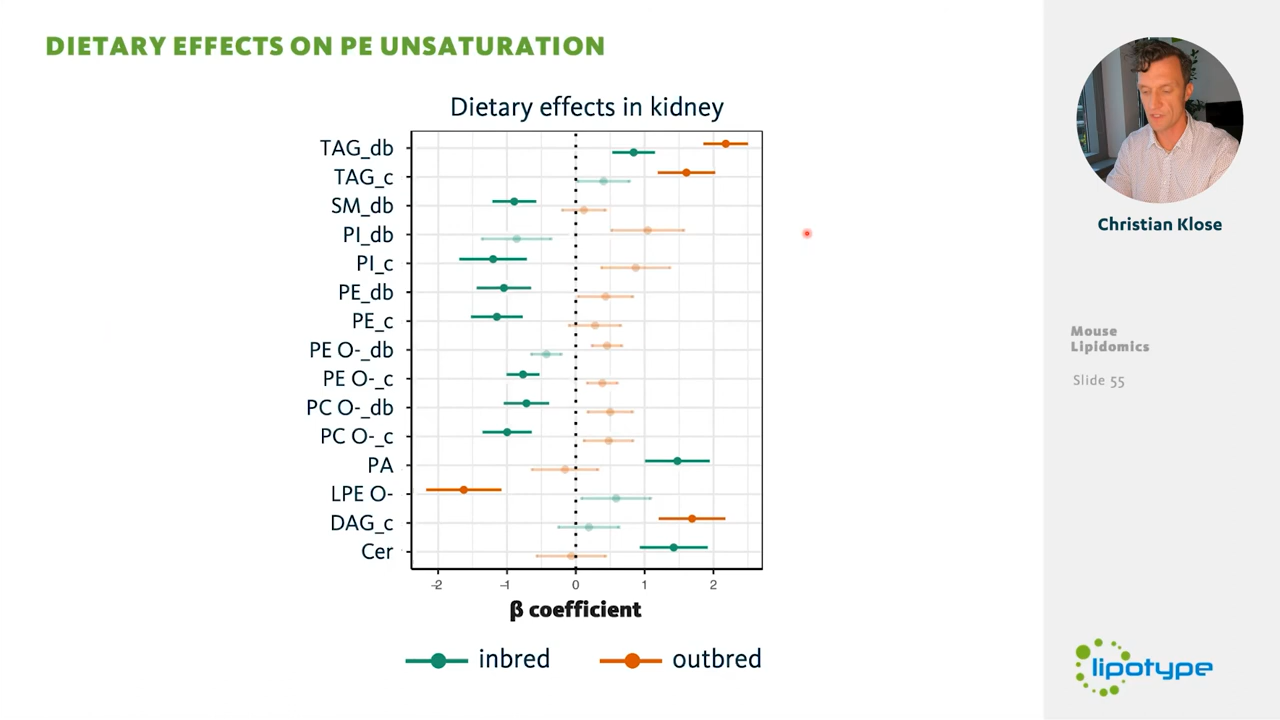 DIETARY EFFECTS ON PE UNSATURATION
Dietary effects in kidney
TAG_db
TAG_c
SM_db
PI_db
PI_c
PE_db
PE_c
PE O-_db
PE O-_c
PC O-_db
PC O-_c
PA
LPE O-
DAG_c
Cer
-2 -1 0 1 2
β coefficient
inbred outbred
Christian Klose
Mouse
Lipidomics
Slide 55
lipotype